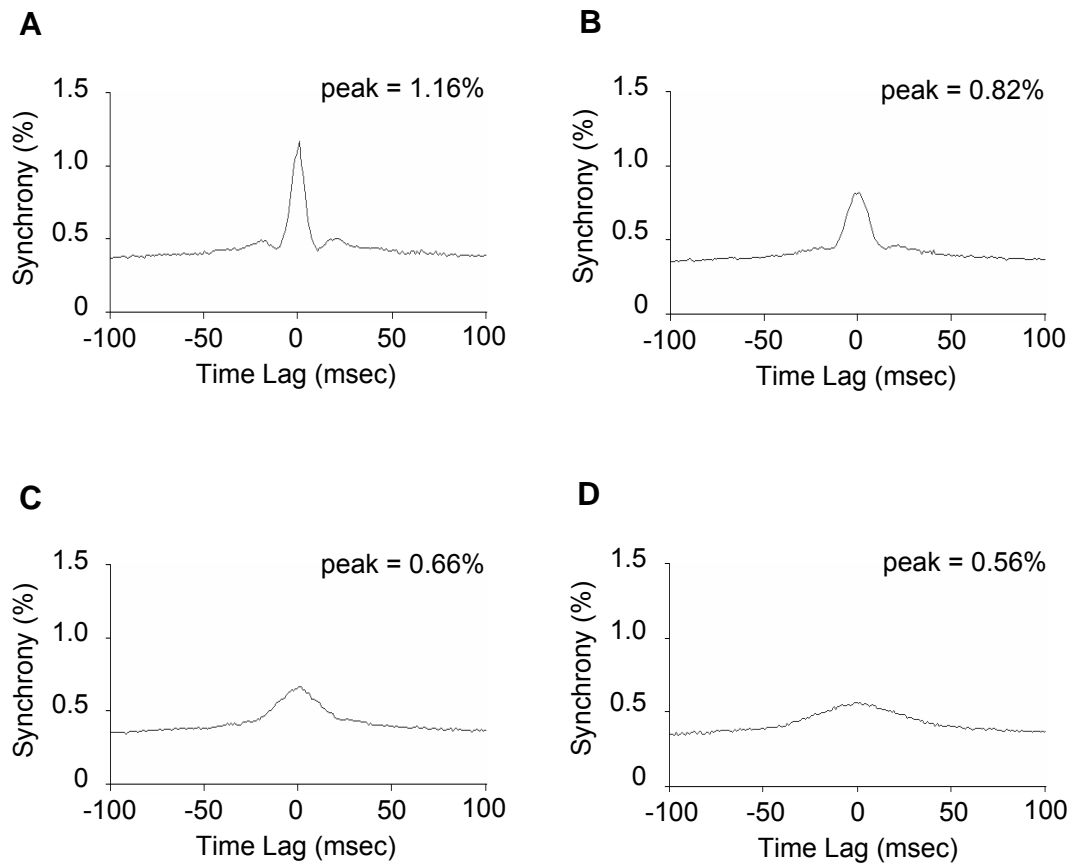 A
peak = 1.16%
Synchrony (%)
1.5
1.0
0.5
0
-100 -50 0 50 100
Time Lag (msec)
B
peak = 0.82%
Synchrony (%)
1.5
1.0
0.5
0
-100 -50 0 50 100
Time Lag (msec)
C
peak = 0.66%
Synchrony (%)
1.5
1.0
0.5
0
-100 -50 0 50 100
Time Lag (msec)
D
peak = 0.56%
Synchrony (%)
1.5
1.0
0.5
0
-100 -50 0 50 100
Time Lag (msec)